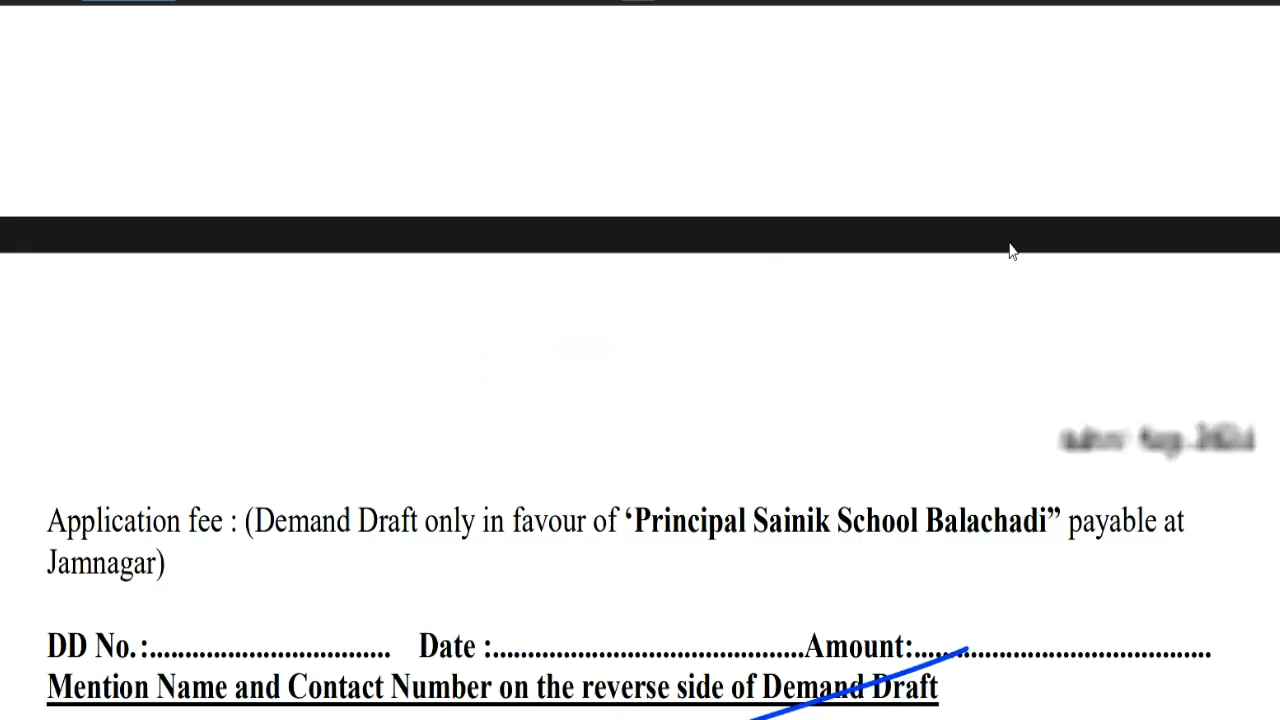 Application fee : (Demand Draft only in favour of ‘Principal Sainik School Balachadi” payable at
Jamnagar)
DD No.:.................................. Date :............................................Amount:..........................................
Mention Name and Contact Number on the reverse side of Demand Draft